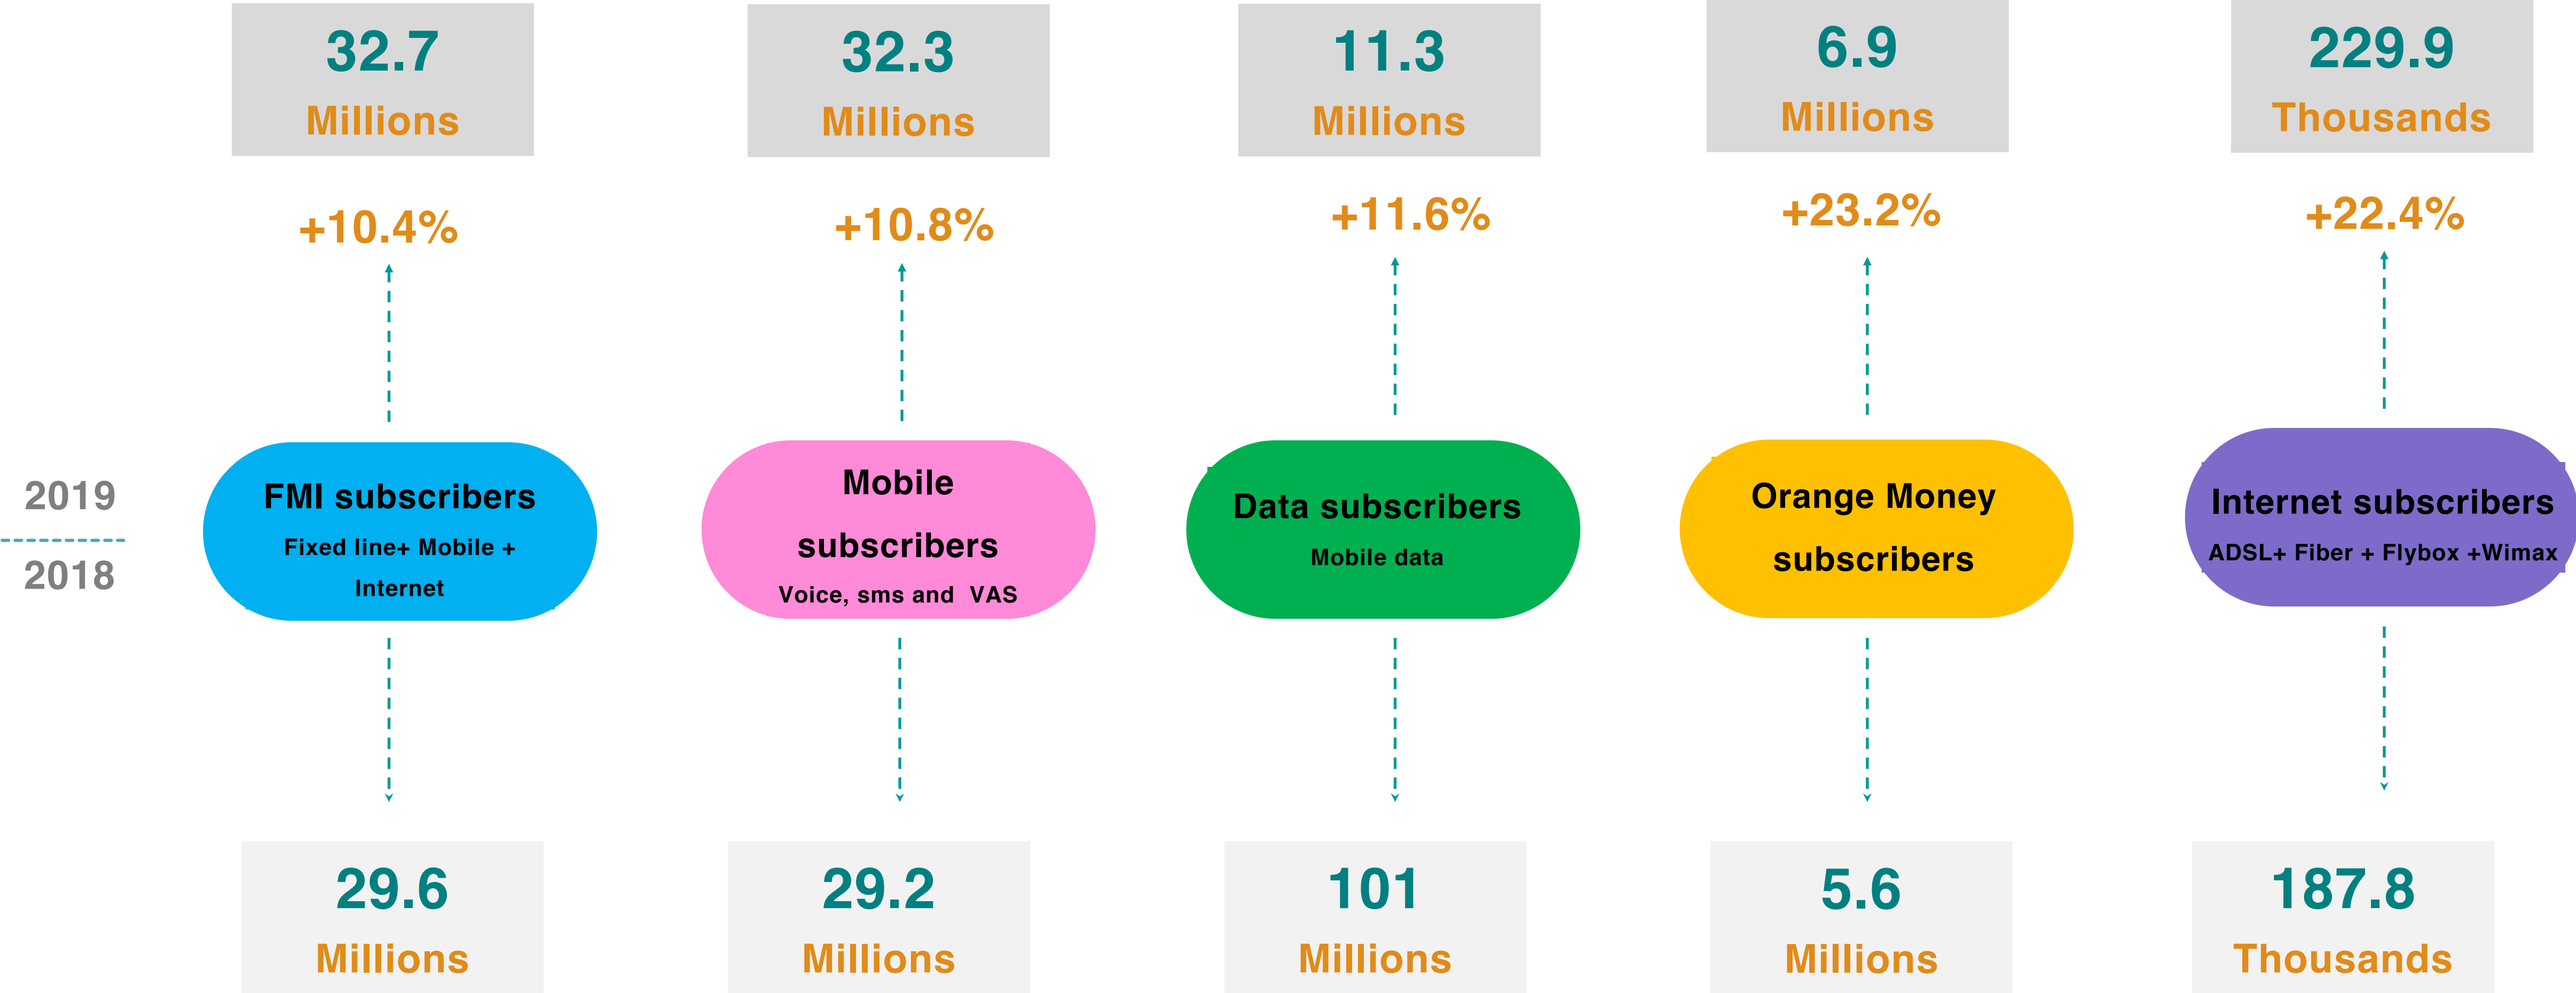 32.7
Millions
32.3
Millions
11.3
Millions
6.9
Millions
229.9
Thousands
+10.4%
+10.8%
+11.6%
+23.2%
+22.4%
2019
2018
FMI subscribers
Fixed line+ Mobile +
Internet
Mobile
subscribers
Voice, sms and  VAS
Data subscribers
Mobile data
Orange Money
subscribers
Internet subscribers
ADSL+ Fiber + Flybox +Wimax
29.6
Millions
29.2
Millions
101
Millions
5.6
Millions
187.8
Thousands